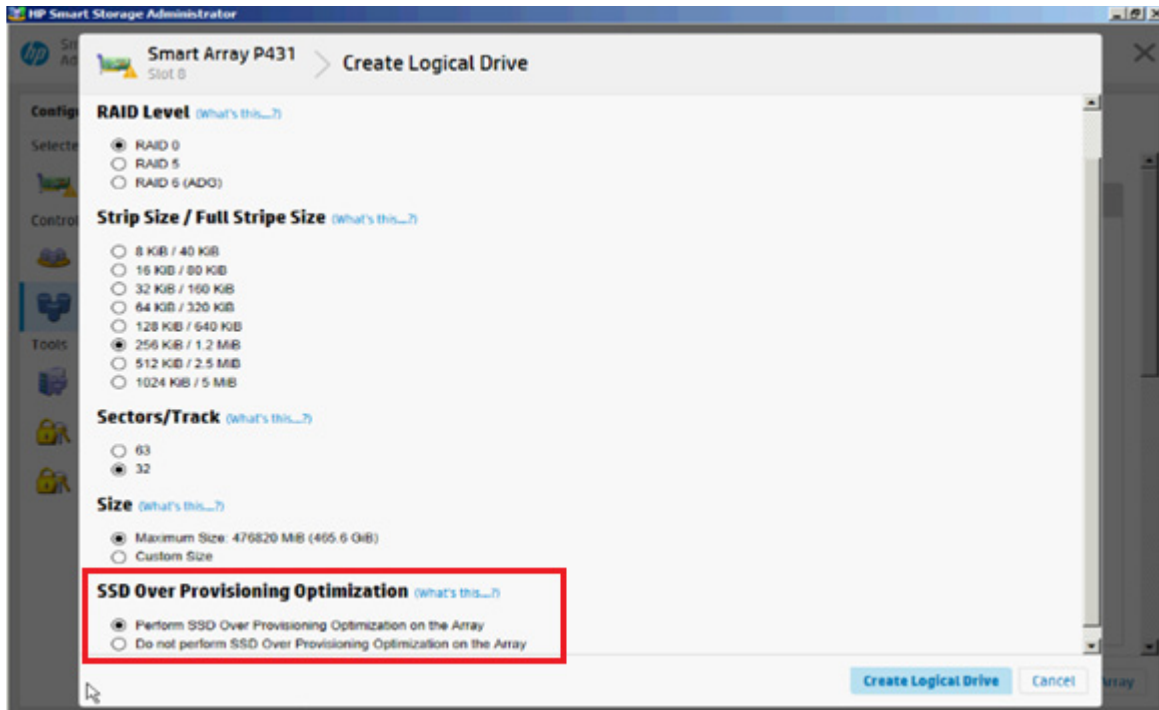 HP Smart Storage Administrator
Sm
Ad
Smart Array P431
Slot 8
Create Logical Drive
Configu
Selecte
Control
Tools
RAID Level (What's this...?)
RAID 0
RAID 5
RAID 6 (ADG)
Strip Size / Full Stripe Size (What's this...?)
8 KiB / 40 KiB
16 KiB / 80 KiB
32 KiB / 160 KiB
64 KiB / 320 KiB
128 KiB / 640 KiB
256 KiB / 1.2 MiB
512 KiB / 2.5 MiB
1024 KiB / 5 MiB
Sectors/Track (What's this...?)
63
32
Size (What's this...?)
Maximum Size: 476820 MiB (465.6 GiB)
Custom Size
SSD Over Provisioning Optimization (What's this...?)
Perform SSD Over Provisioning Optimization on the Array
Do not perform SSD Over Provisioning Optimization on the Array
Create Logical Drive
Cancel
Array